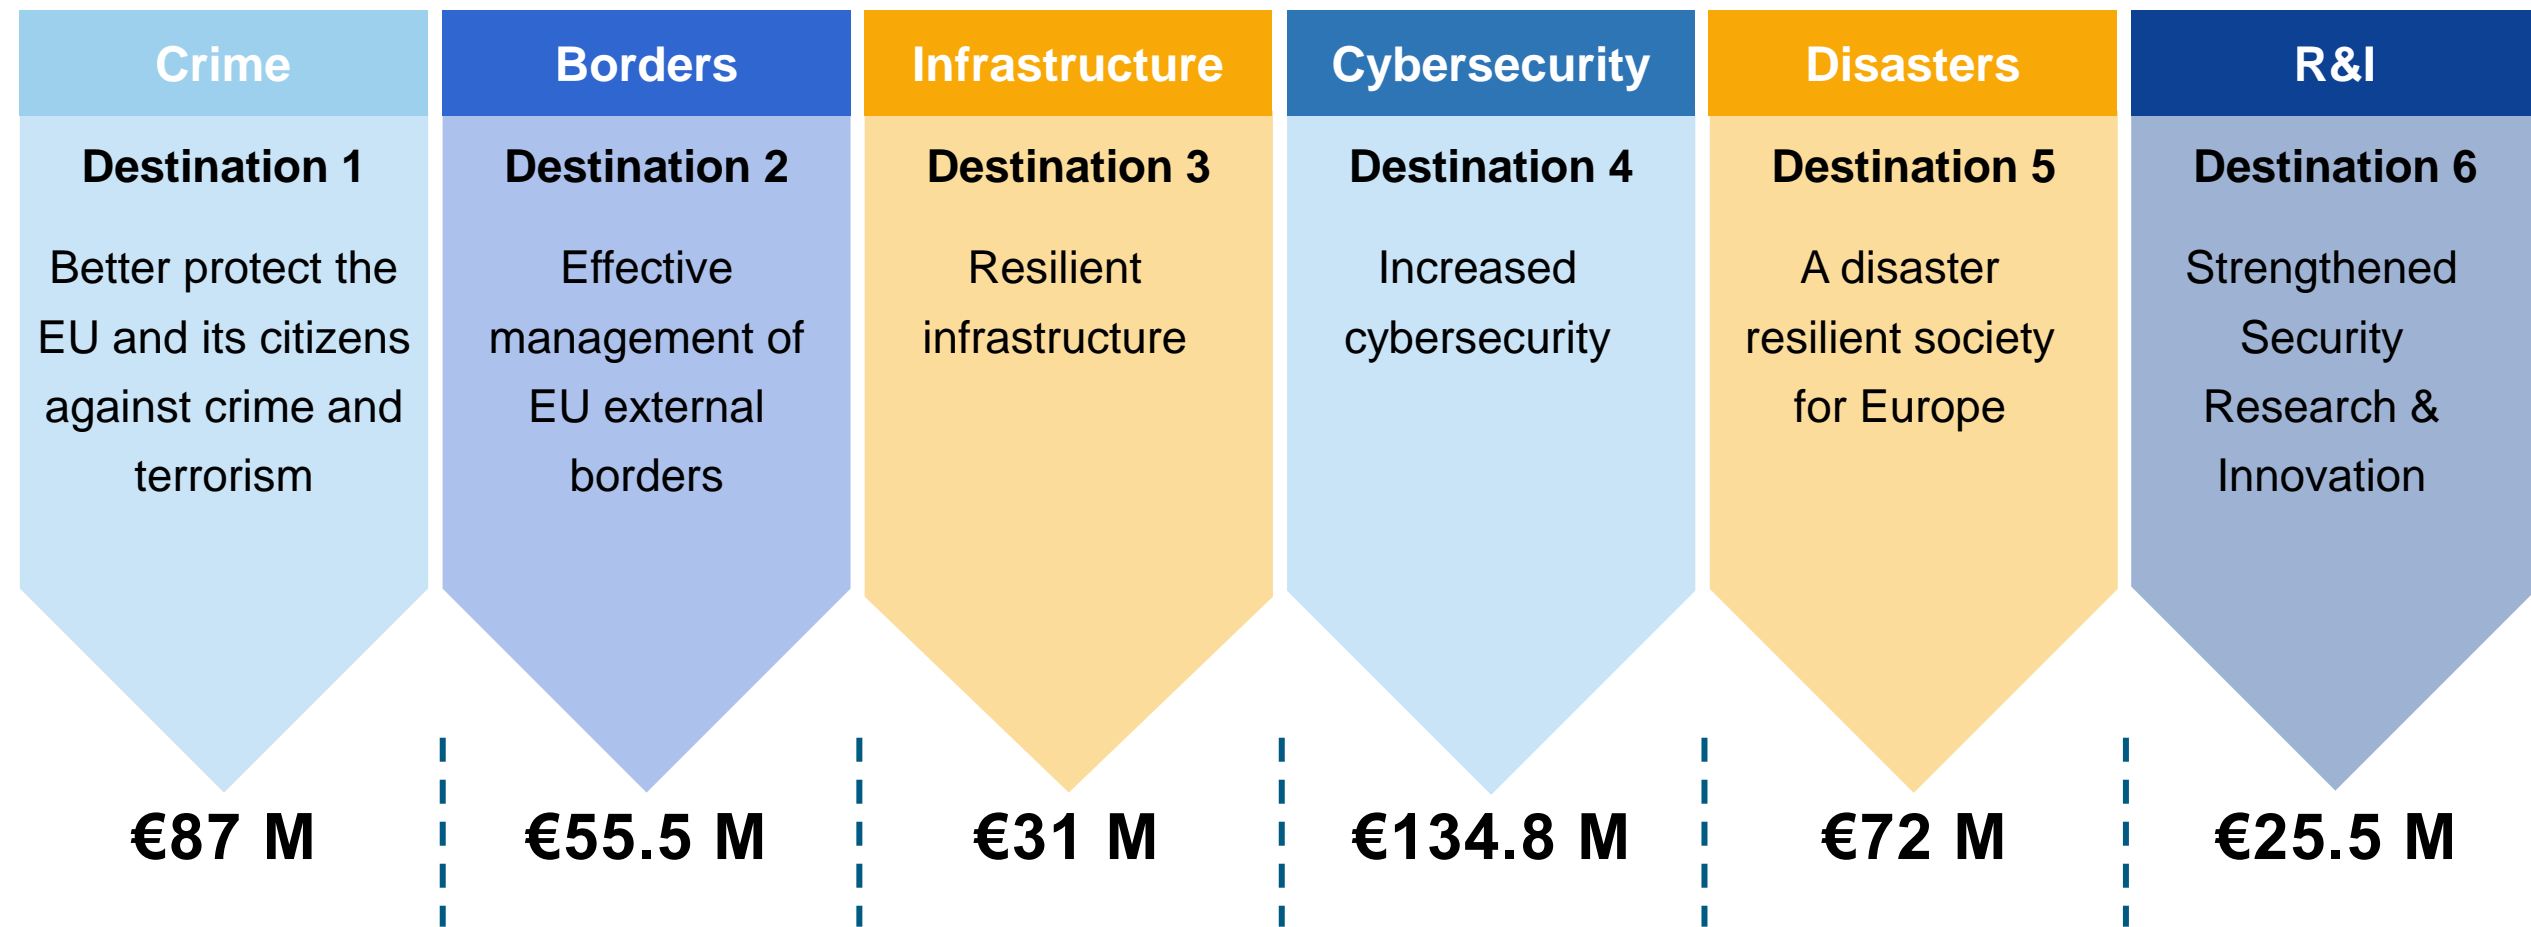 Crime
Destination 1
Better protect the
EU and its citizens
against crime and
terrorism
€87 M
Borders
Destination 2
Effective
management of
EU external
borders
€55.5 M
Infrastructure
Destination 3
Resilient
infrastructure
€31 M
Cybersecurity
Destination 4
Increased
cybersecurity
€134.8 M
Disasters
Destination 5
A disaster
resilient society
for Europe
€72 M
R&I
Destination 6
Strengthened
Security
Research &
Innovation
€25.5 M